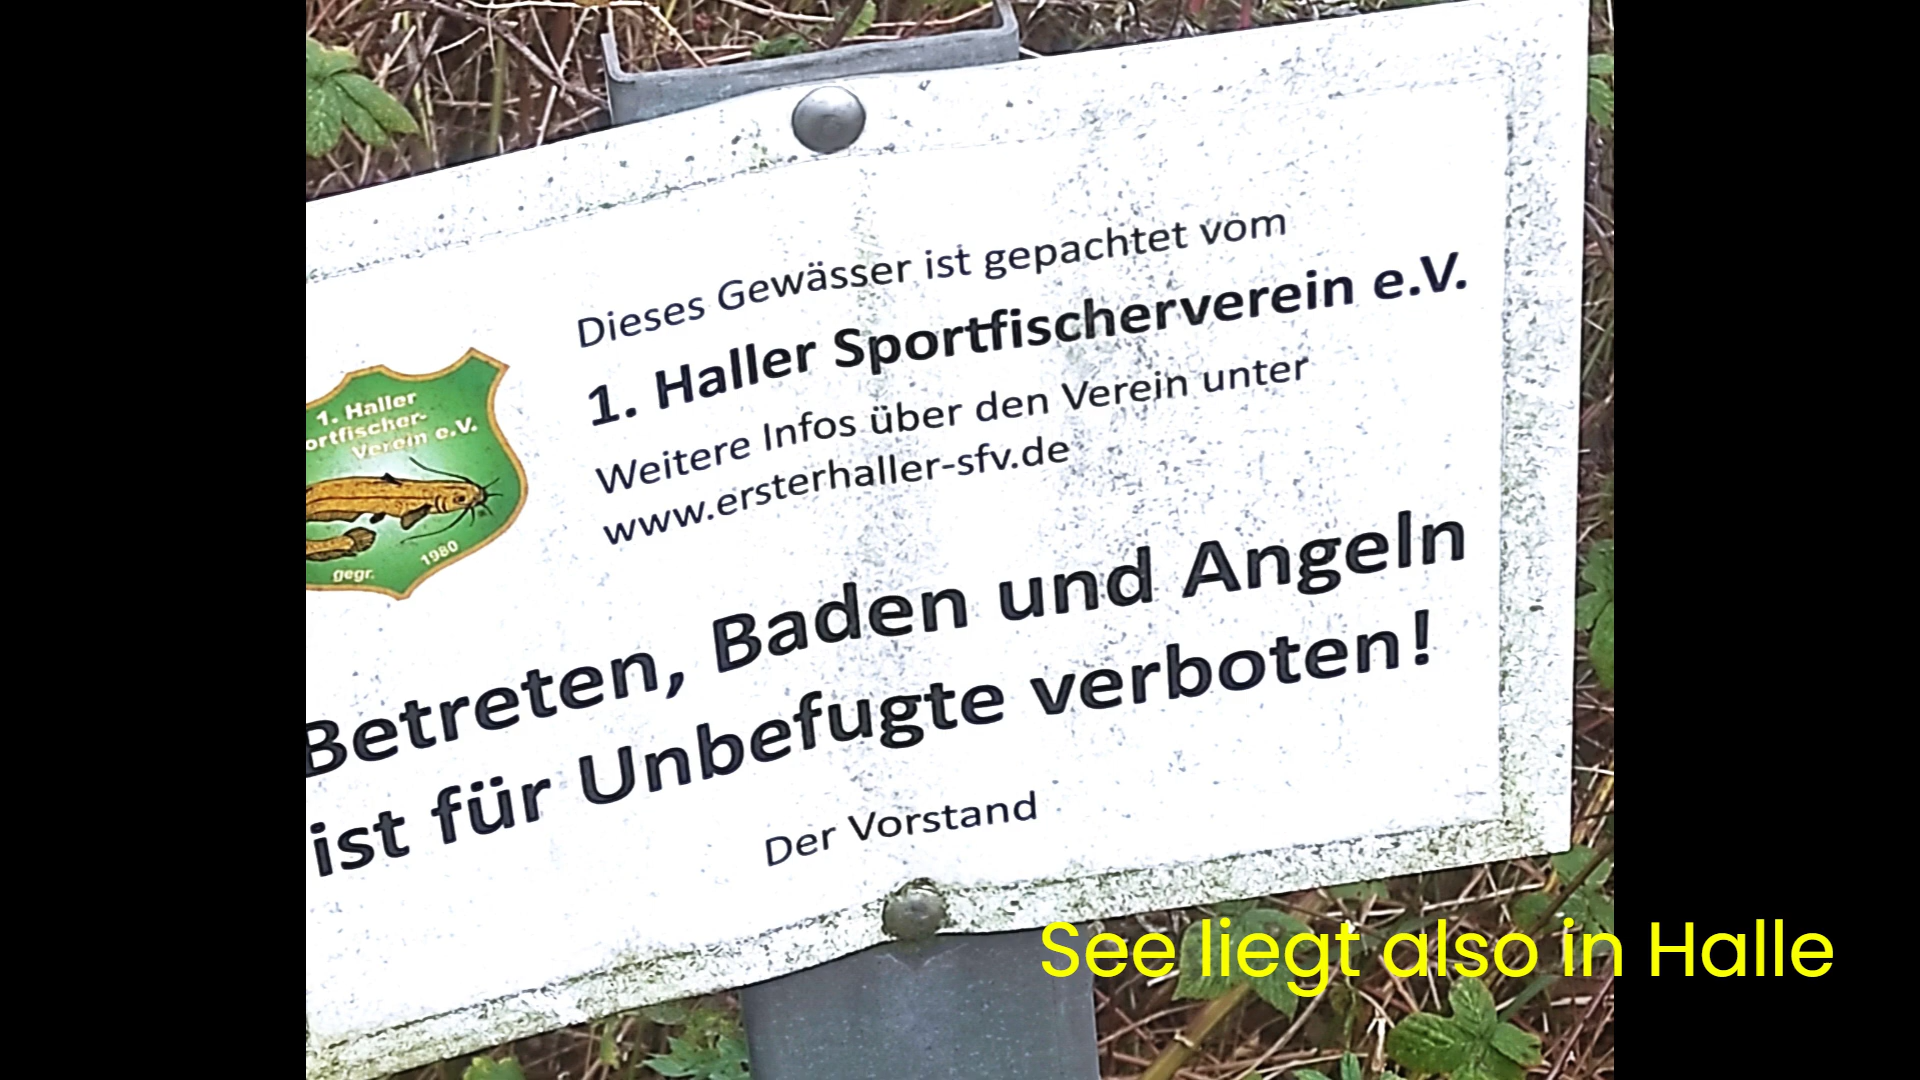 Dieses Gewässer ist gepachtet vom
1. Haller Sportfischerverein e.V.
Weitere Infos über den Verein unter
www.ersterhaller-sfv.de
1. Haller
ortfischer-
Verein e.V.
gegr. 1980
Betreten, Baden und Angeln
ist für Unbefugte verboten!
Der Vorstand
See liegt also in Halle